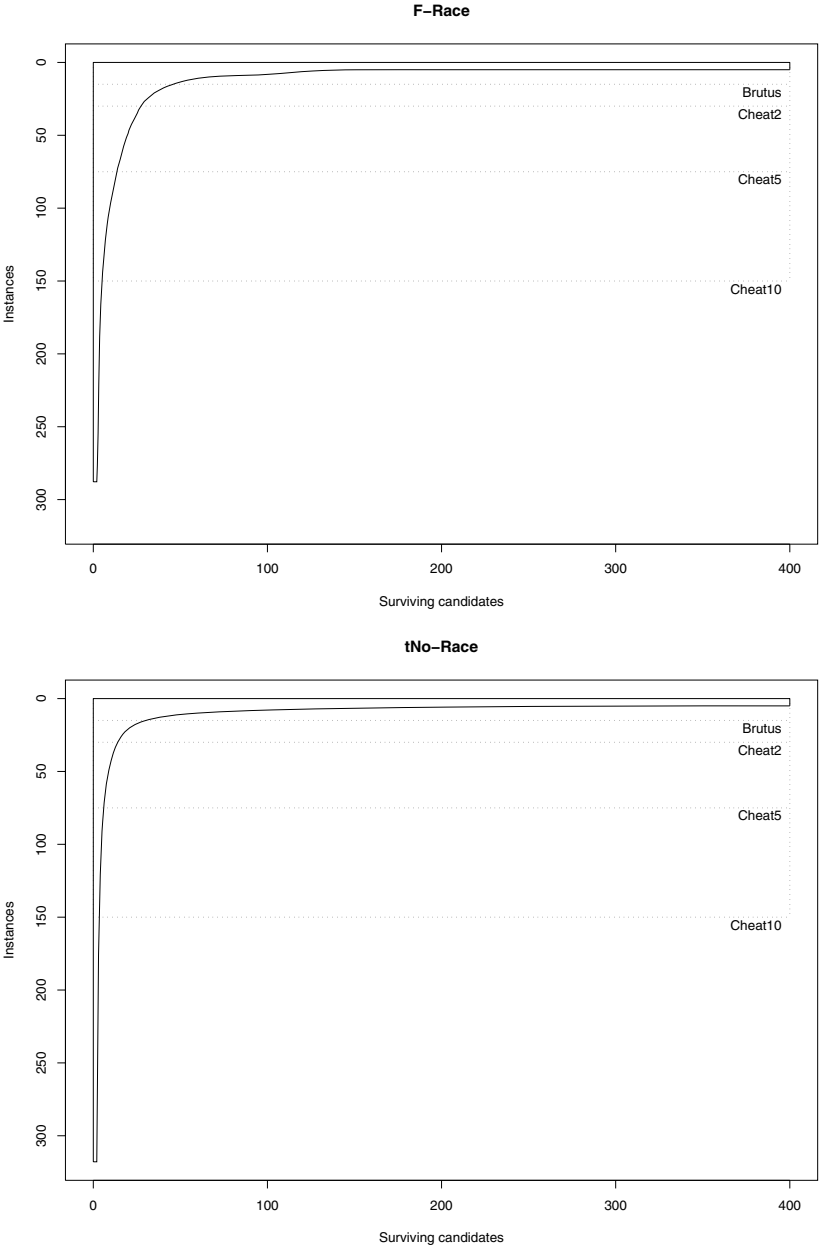 F−Race
0
50
100
150
200
250
300
Instances
Brutus
Cheat2
Cheat5
Cheat10
0 100 200 300 400
Surviving candidates
tNo−Race
0
50
100
150
200
250
300
Instances
Brutus
Cheat2
Cheat5
Cheat10
0 100 200 300 400
Surviving candidates